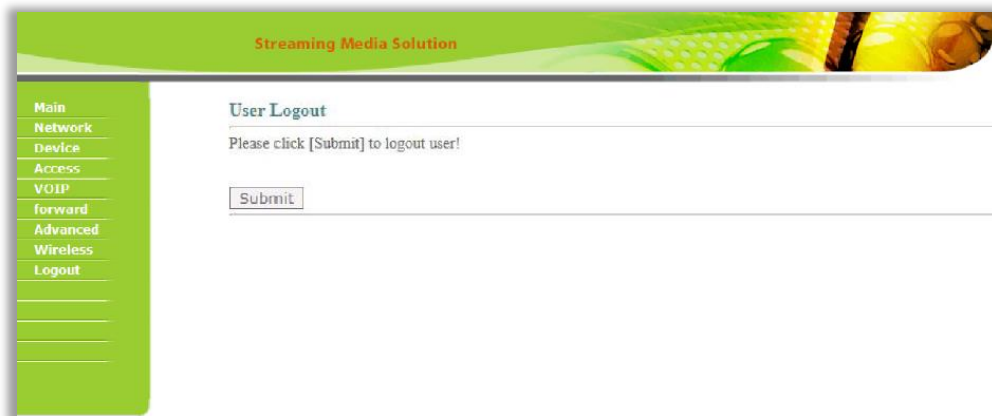 Streaming Media Solution
Main
Network
Device
Access
VOIP
forward
Advanced
Wireless
Logout
User Logout
Please click [Submit] to logout user!
Submit